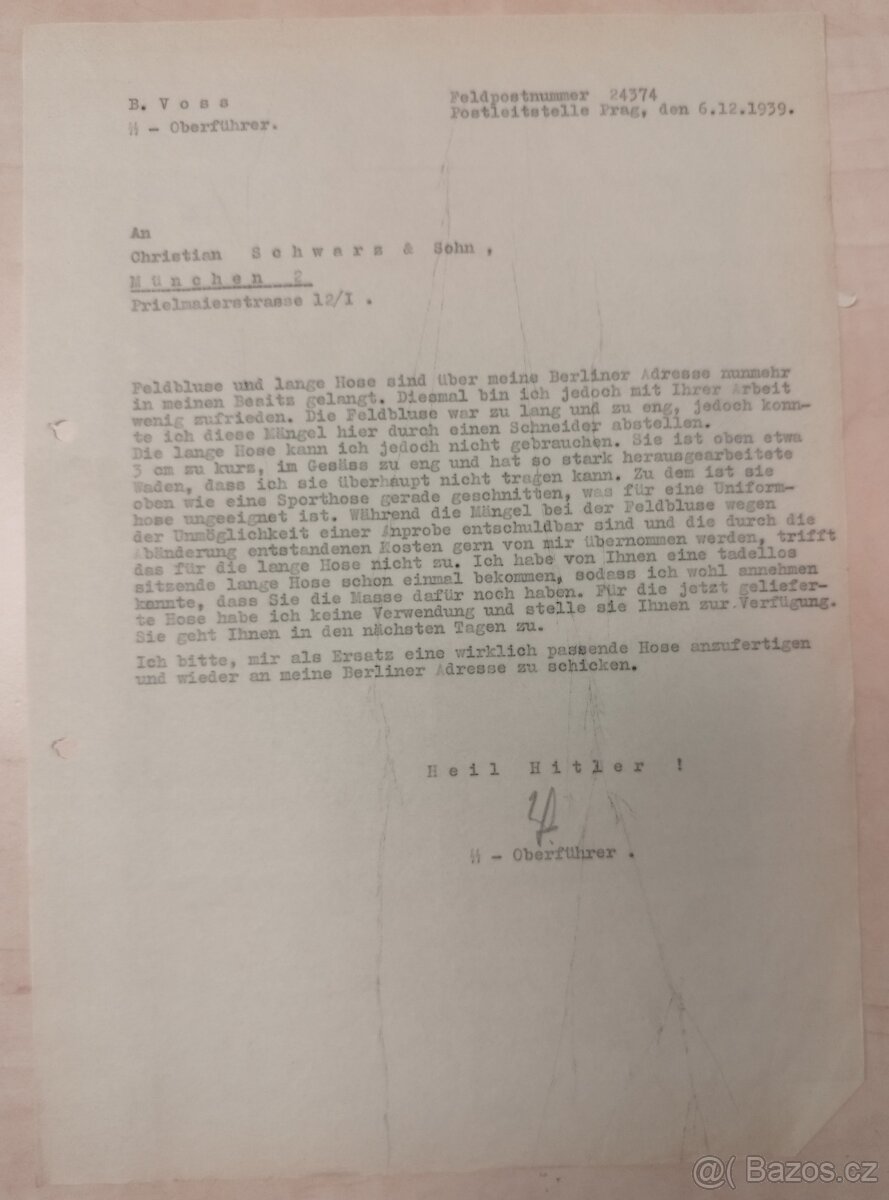 B. V o s s
Feldpostnummer 24374
ᛋᛋ - Oberführer.
Postleitstelle Prag, den 6.12.1939.
An
Christian S c h w a r z & Sohn ,
M ü n c h e n 2.
Prielmaierstrasse 12/I .
Feldbluse und lange Hose sind über meine Berliner Adresse nunmehr
in meinen Besitz gelangt. Diesmal bin ich jedoch mit Ihrer Arbeit
wenig zufrieden. Die Feldbluse war zu lang und zu eng, jedoch konn-
te ich diese Mängel hier durch einen Schneider abstellen.
Die lange Hose kann ich jedoch nicht gebrauchen. Sie ist oben etwa
3 cm zu kurz, im Gesäss zu eng und hat so stark herausgearbeitete
Waden, dass ich sie überhaupt nicht tragen kann. Zu dem ist sie
oben wie eine Sporthose gerade geschnitten, was für eine Uniform-
hose ungeeignet ist. Während die Mängel bei der Feldbluse wegen
der Unmöglichkeit einer Anprobe entschuldbar sind und die durch die
Abänderung entstandenen Kosten gern von mir übernommen werden, trifft
das für die lange Hose nicht zu. Ich habe von Ihnen eine tadellos
sitzende lange Hose schon einmal bekommen, sodass ich wohl annehmen
konnte, dass Sie die Masse dafür noch haben. Für die jetzt geliefer-
te Hose habe ich keine Verwendung und stelle sie Ihnen zur Verfügung.
Sie geht Ihnen in den nächsten Tagen zu.
Ich bitte, mir als Ersatz eine wirklich passende Hose anzufertigen
und wieder an meine Berliner Adresse zu schicken.
H e i l H i t l e r !
ᛋᛋ - Oberführer .
@( Bazos.cz